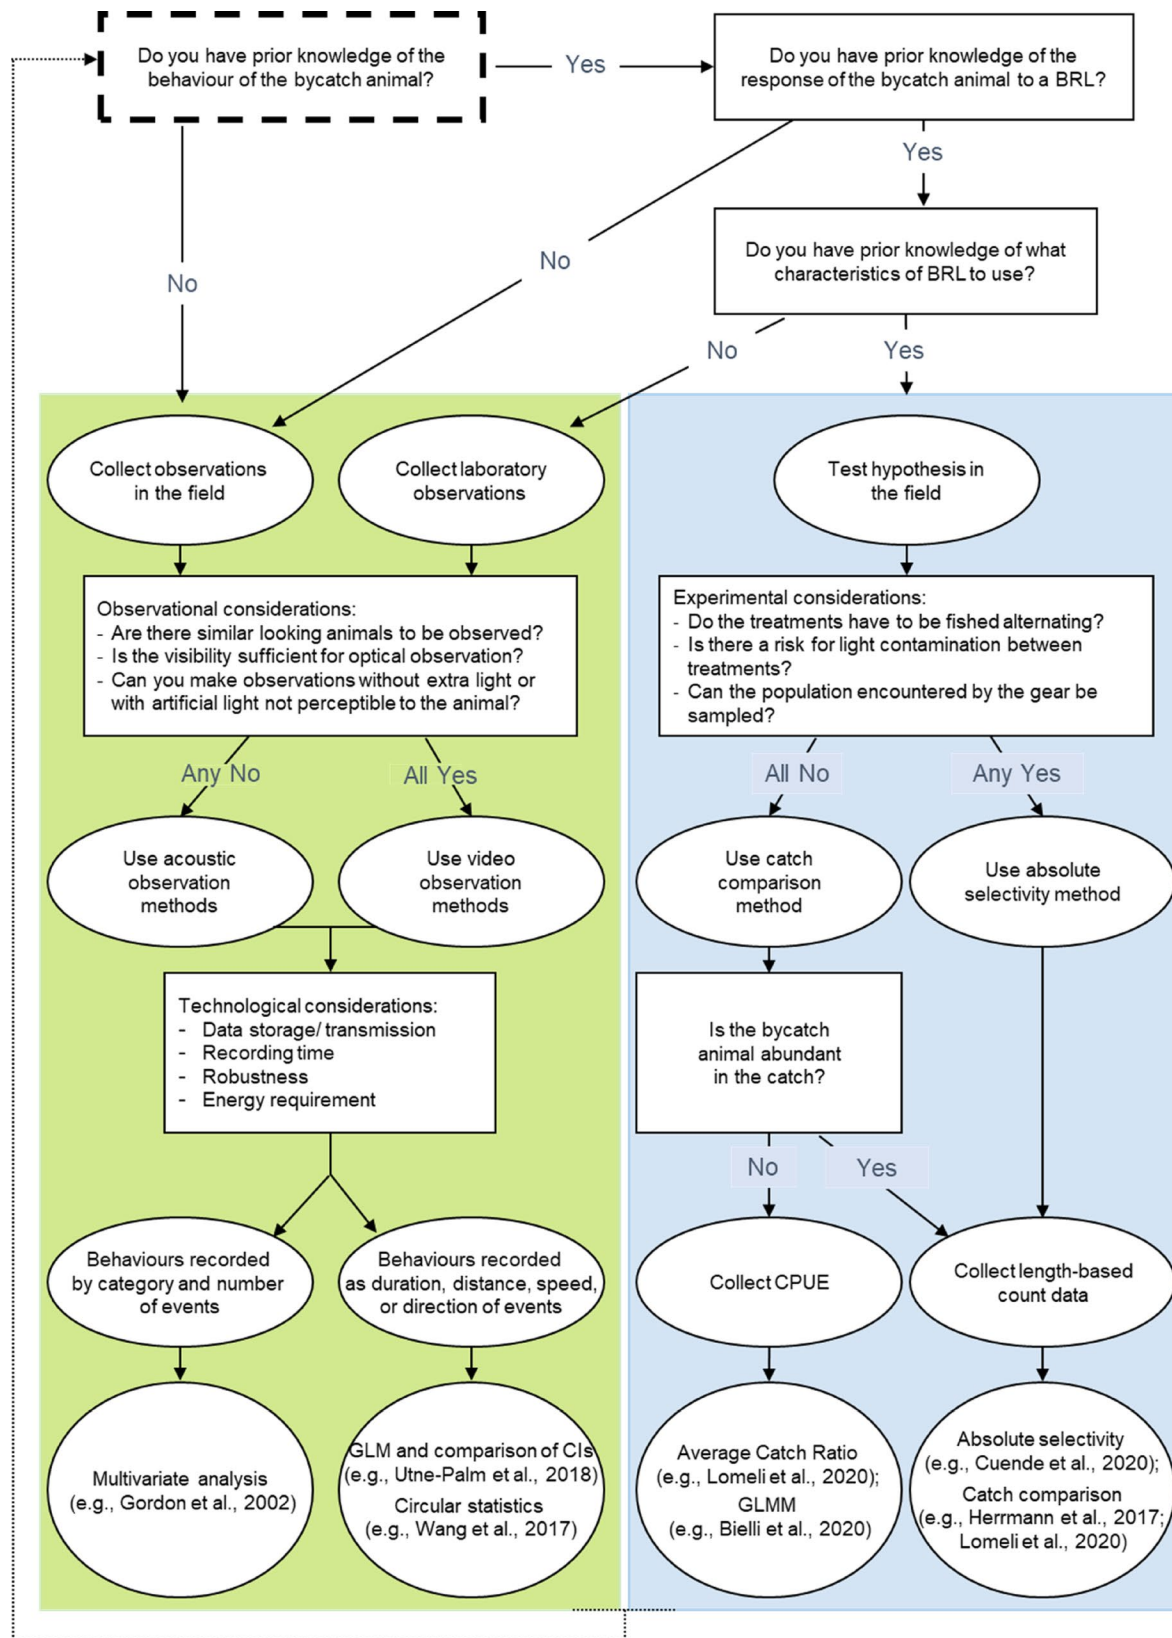 Do you have prior knowledge of the
behaviour of the bycatch animal?
Yes
Do you have prior knowledge of the
response of the bycatch animal to a BRL?
Yes
No
No
Do you have prior knowledge of what
characteristics of BRL to use?
No
Yes
Collect observations
in the field
Collect laboratory
observations
Test hypothesis in
the field
Observational considerations:
- Are there similar looking animals to be observed?
- Is the visibility sufficient for optical observation?
- Can you make observations without extra light or
with artificial light not perceptible to the animal?
Experimental considerations:
- Do the treatments have to be fished alternating?
- Is there a risk for light contamination between
treatments?
- Can the population encountered by the gear be
sampled?
Any No
All Yes
All No
Any Yes
Use acoustic
observation
methods
Use video
observation
methods
Use catch
comparison
method
Use absolute
selectivity method
Technological considerations:
- Data storage/ transmission
- Recording time
- Robustness
- Energy requirement
Is the bycatch
animal abundant
in the catch?
No
Yes
Behaviours recorded
by category and number
of events
Behaviours recorded
as duration, distance, speed,
or direction of events
Collect CPUE
Collect length-based
count data
Multivariate analysis
(e.g., Gordon et al., 2002)
GLM and comparison of CIs
(e.g., Utne-Palm et al., 2018)
Circular statistics
(e.g., Wang et al., 2017)
Average Catch Ratio
(e.g., Lomeli et al., 2020);
GLMM
(e.g., Bielli et al., 2020)
Absolute selectivity
(e.g., Cuende et al., 2020);
Catch comparison
(e.g., Herrmann et al., 2017;
Lomeli et al., 2020)